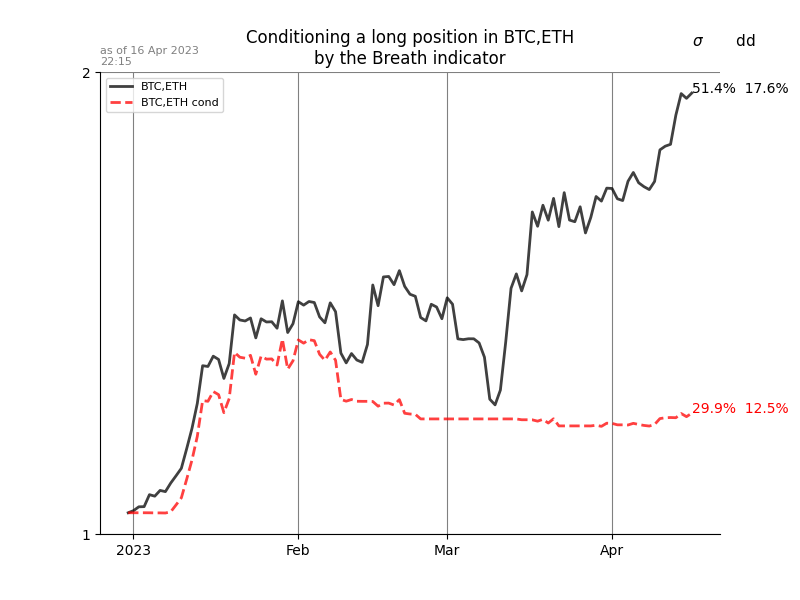 Conditioning a long position in BTC,ETH
by the Breath indicator
σ dd
as of 16 Apr 2023
22:15
2
BTC,ETH
BTC,ETH cond
51.4% 17.6%
29.9% 12.5%
1
2023 Feb Mar Apr